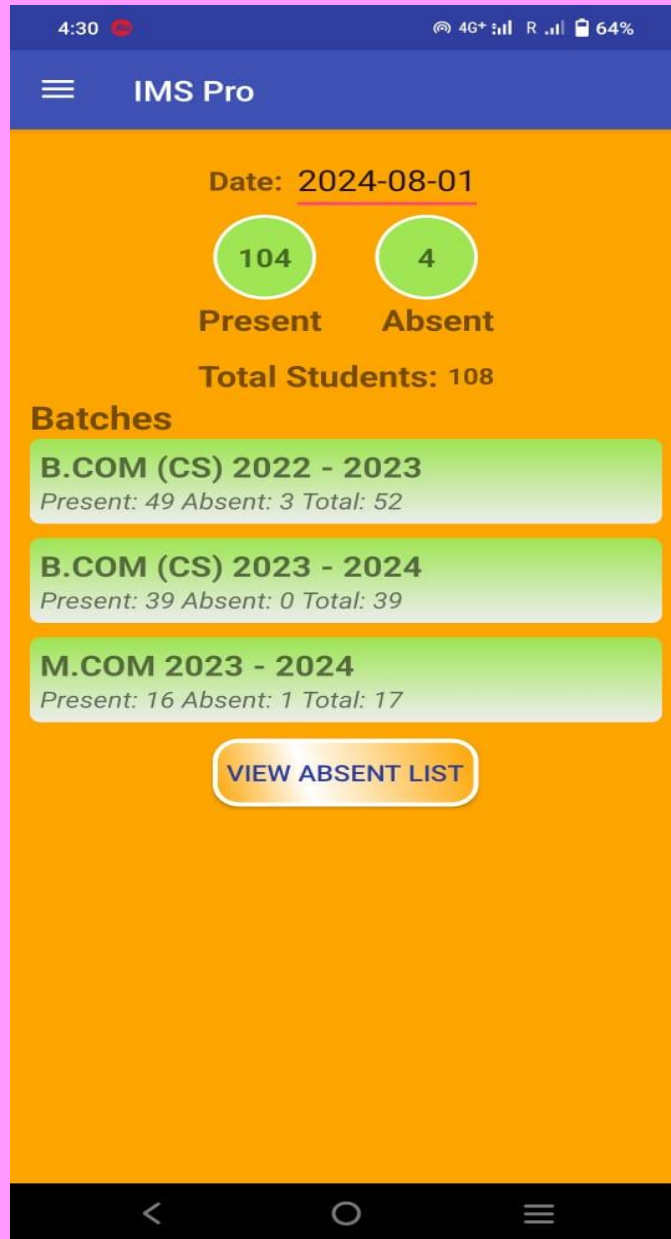 4:30 4G+ R 64%
IMS Pro
Date: 2024-08-01
104 4
Present Absent
Total Students: 108
Batches
B.COM (CS) 2022 - 2023
Present: 49 Absent: 3 Total: 52
B.COM (CS) 2023 - 2024
Present: 39 Absent: 0 Total: 39
M.COM 2023 - 2024
Present: 16 Absent: 1 Total: 17
VIEW ABSENT LIST